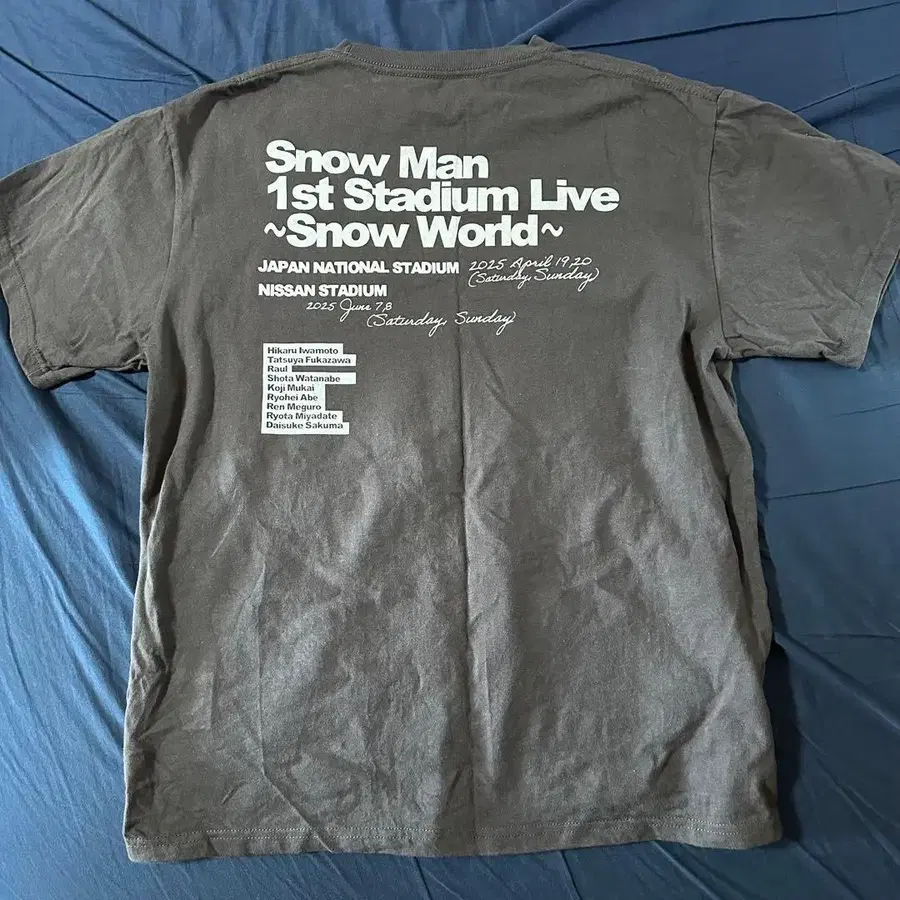 Snow Man
1st Stadium Live
~Snow World~
JAPAN NATIONAL STADIUM 2025 April 19,20
(Saturday, Sunday)
NISSAN STADIUM
2025 June 7,8
(Saturday, Sunday)
Hikaru Iwamoto
Tatsuya Fukazawa
Raul
Shota Watanabe
Koji Mukai
Ryohei Abe
Ren Meguro
Ryota Miyadate
Daisuke Sakuma